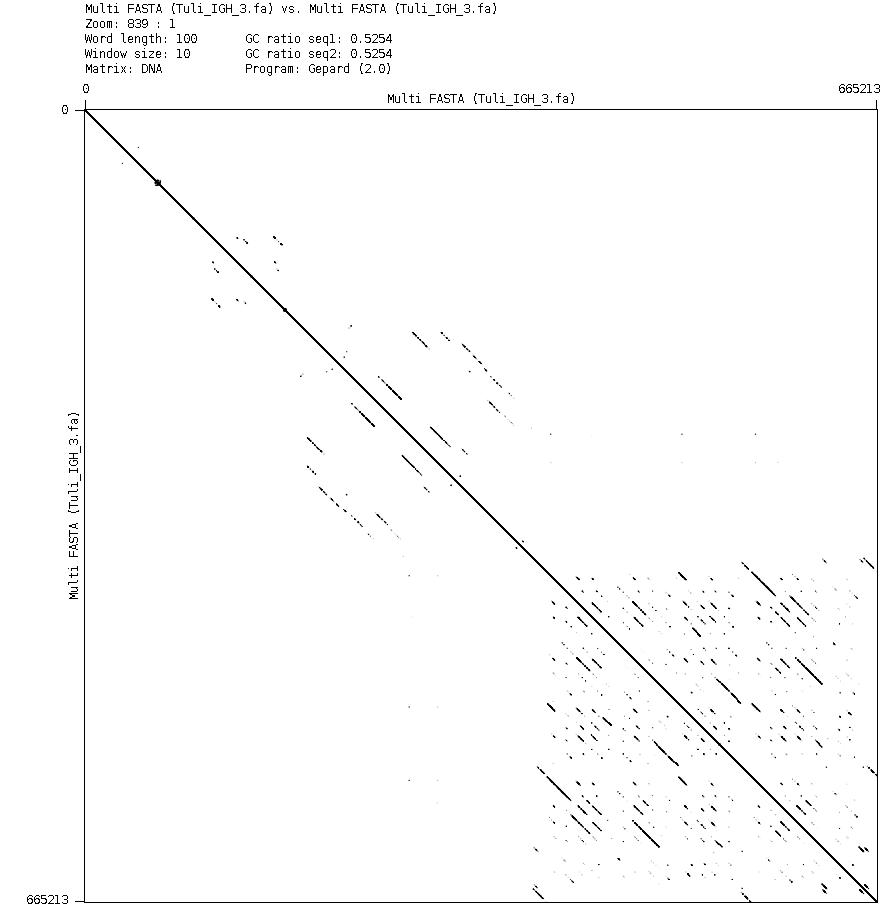 Multi FASTA (Tuli_IGH_3.fa) vs. Multi FASTA (Tuli_IGH_3.fa)
Zoom: 839 : 1
Word length: 100 GC ratio seq1: 0.5254
Window size: 10 GC ratio seq2: 0.5254
Matrix: DNA Program: Gepard (2.0)
0 665213
Multi FASTA (Tuli_IGH_3.fa)
0
Multi FASTA (Tuli_IGH_3.fa)
665213